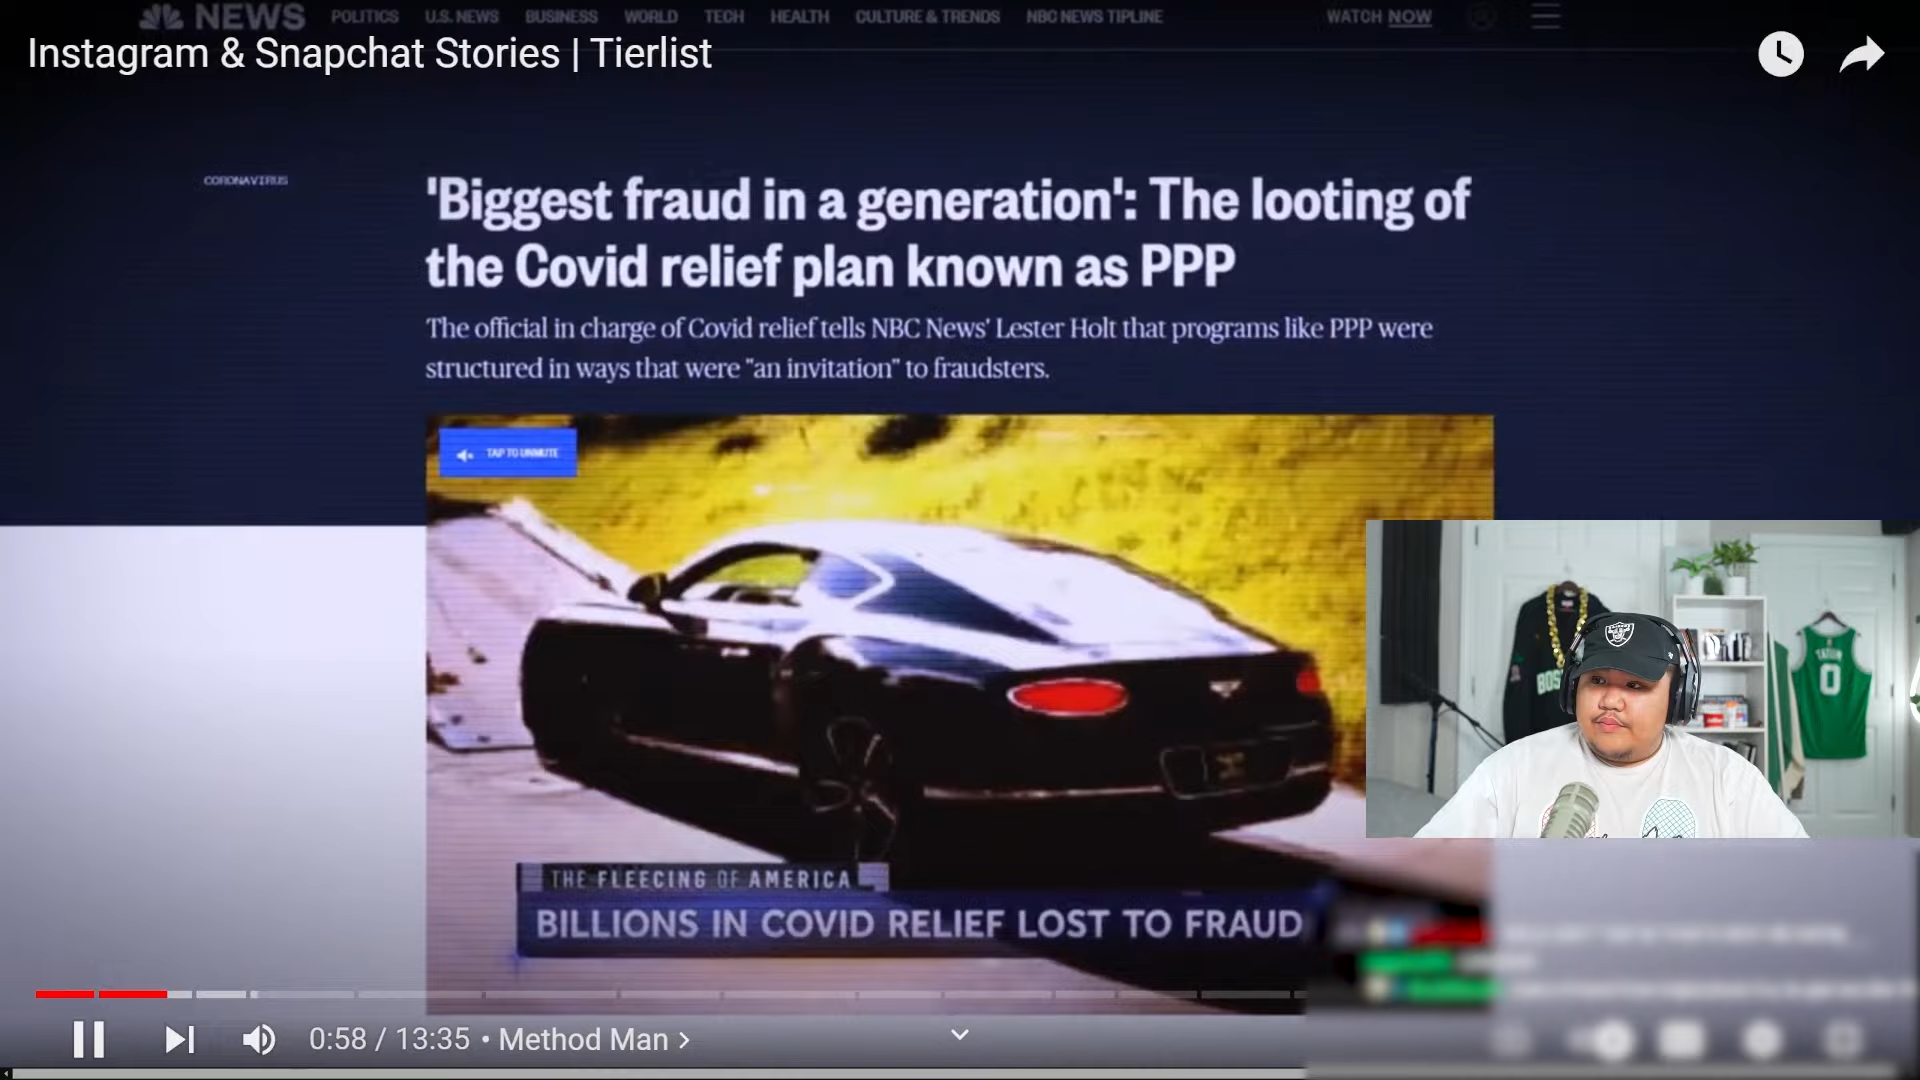 NEWS POLITICS U.S. NEWS BUSINESS WORLD TECH HEALTH CULTURE & TRENDS NBC NEWS TIPLINE WATCH NOW
Instagram & Snapchat Stories | Tierlist
CORONAVIRUS
'Biggest fraud in a generation': The looting of
the Covid relief plan known as PPP
The official in charge of Covid relief tells NBC News' Lester Holt that programs like PPP were
structured in ways that were "an invitation" to fraudsters.
TAP TO UNMUTE
BOS
TATUM
0
THE FLEECING OF AMERICA
BILLIONS IN COVID RELIEF LOST TO FRAUD
0:58 / 13:35 • Method Man >